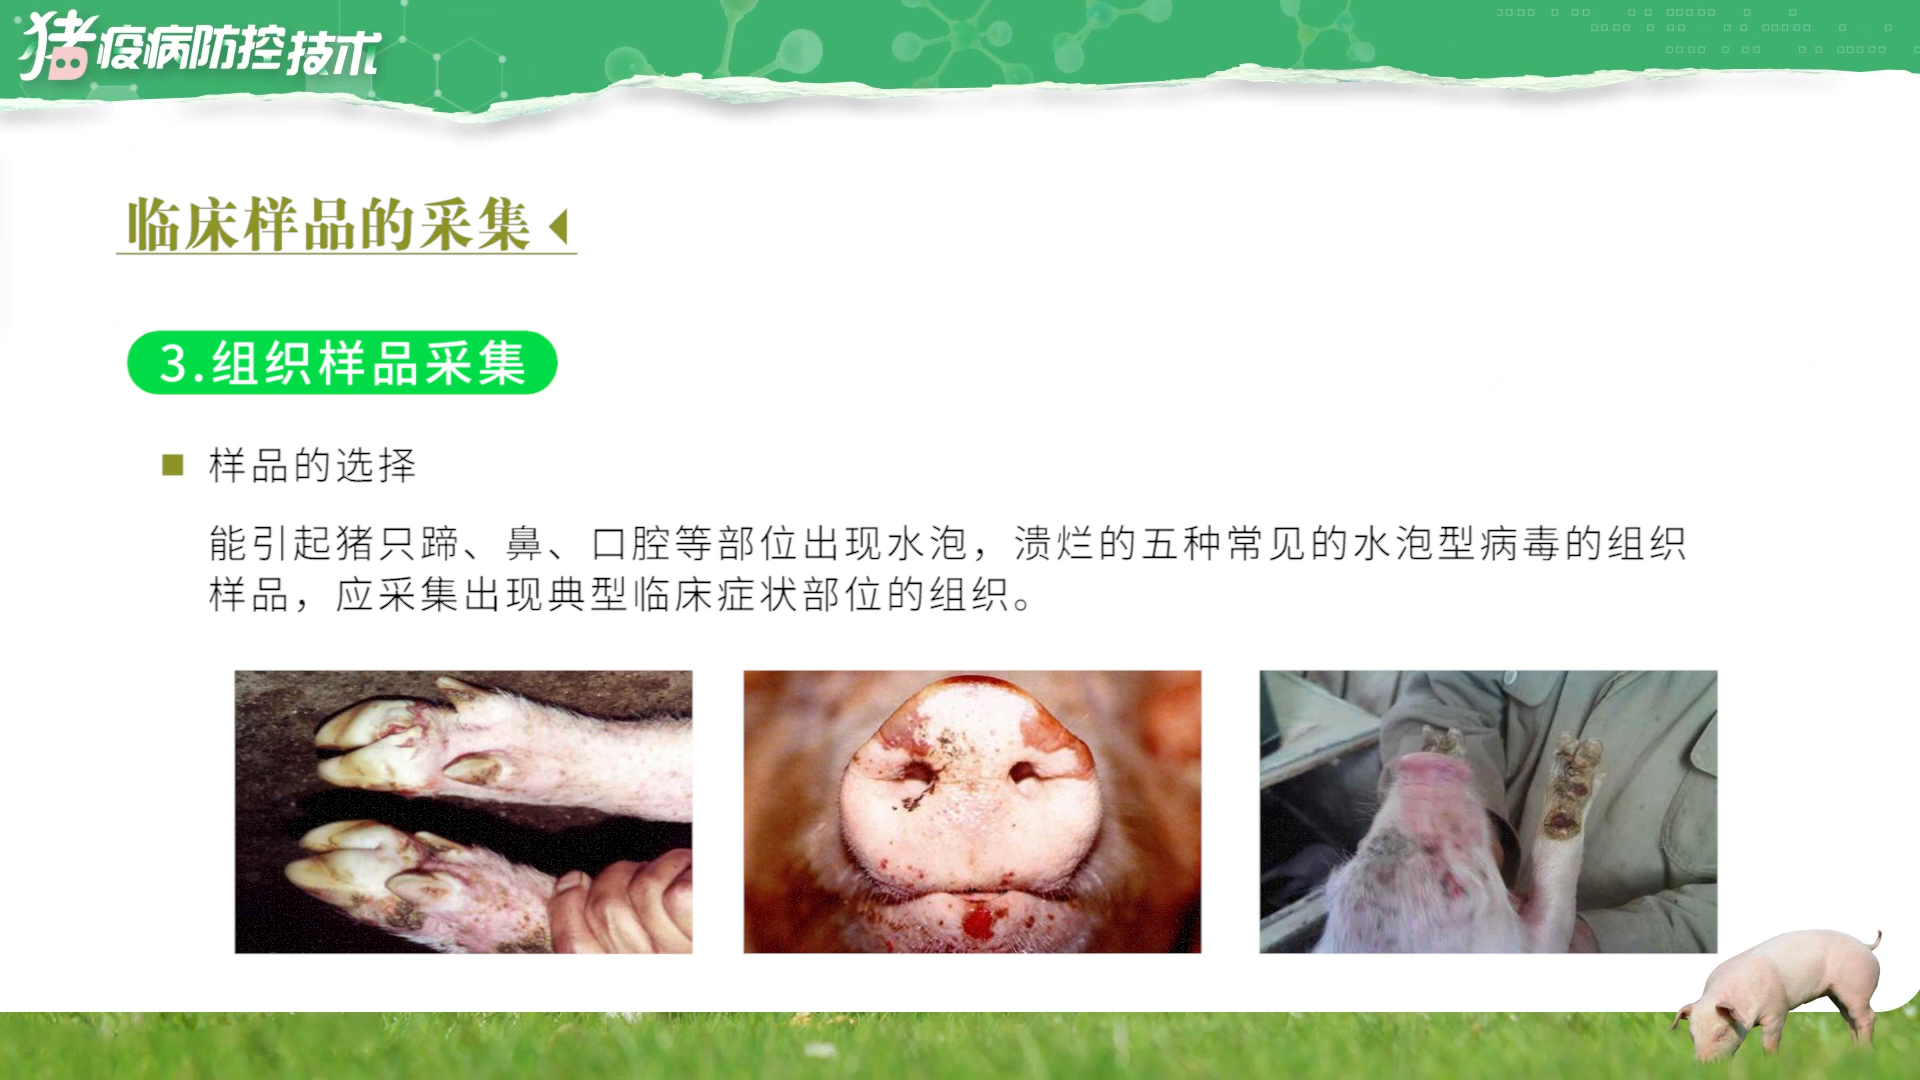 猪疫病防控技术
临床样品的采集
3.组织样品采集
样品的选择
能引起猪只蹄、鼻、口腔等部位出现水泡，溃烂的五种常见的水泡型病毒的组织
样品，应采集出现典型临床症状部位的组织。